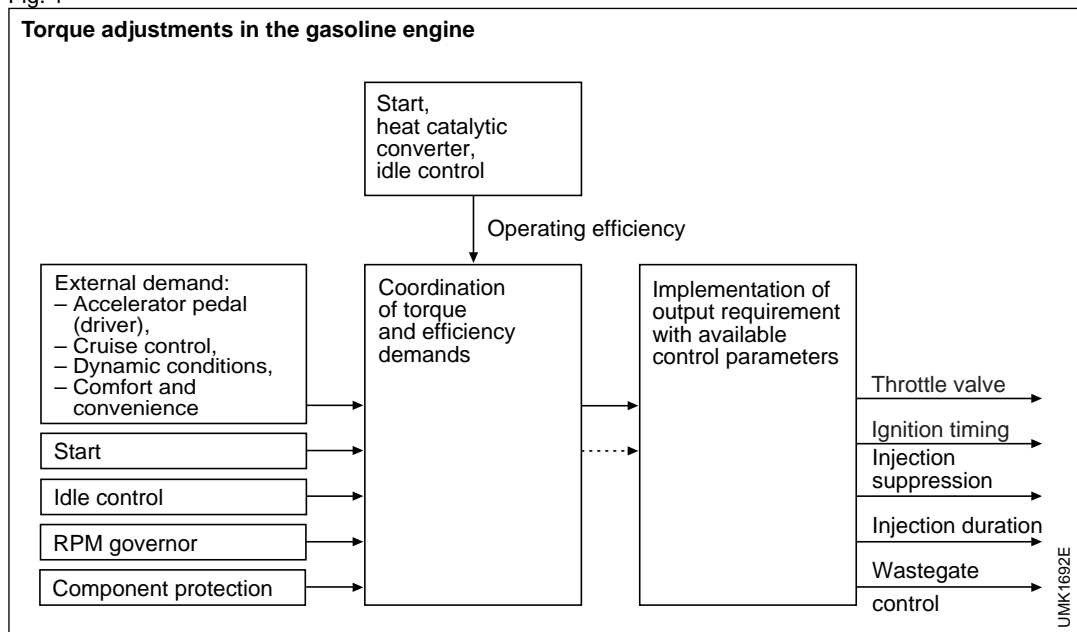 Torque adjustments in the gasoline engine
Start,
heat catalytic
converter,
idle control
Operating efficiency
External demand:
– Accelerator pedal
(driver),
– Cruise control,
– Dynamic conditions,
– Comfort and
convenience
Start
Idle control
RPM governor
Component protection
Coordination
of torque
and efficiency
demands
Implementation of
output requirement
with available
control parameters
Throttle valve
Ignition timing
Injection
suppression
Injection duration
Wastegate
control
UMK1692E